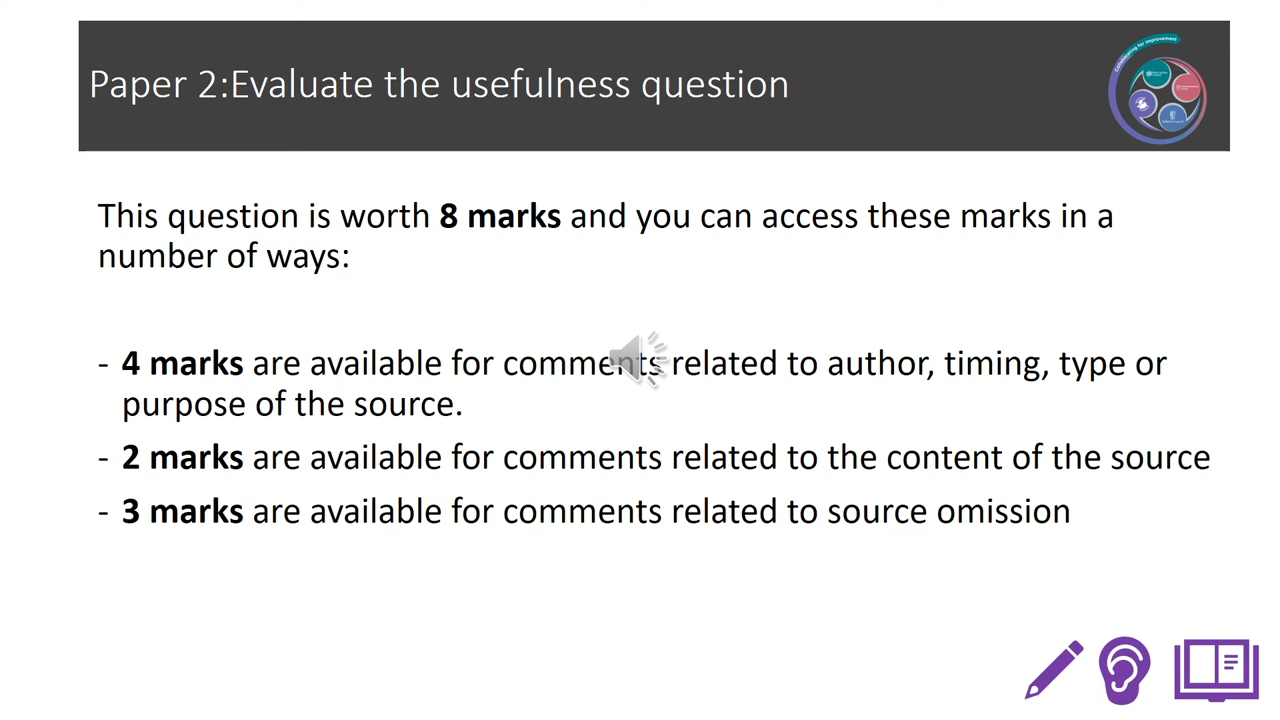 Paper 2:Evaluate the usefulness question
Collaborating for Improvement
This question is worth 8 marks and you can access these marks in a
number of ways:
- 4 marks are available for comments related to author, timing, type or
purpose of the source.
- 2 marks are available for comments related to the content of the source
- 3 marks are available for comments related to source omission